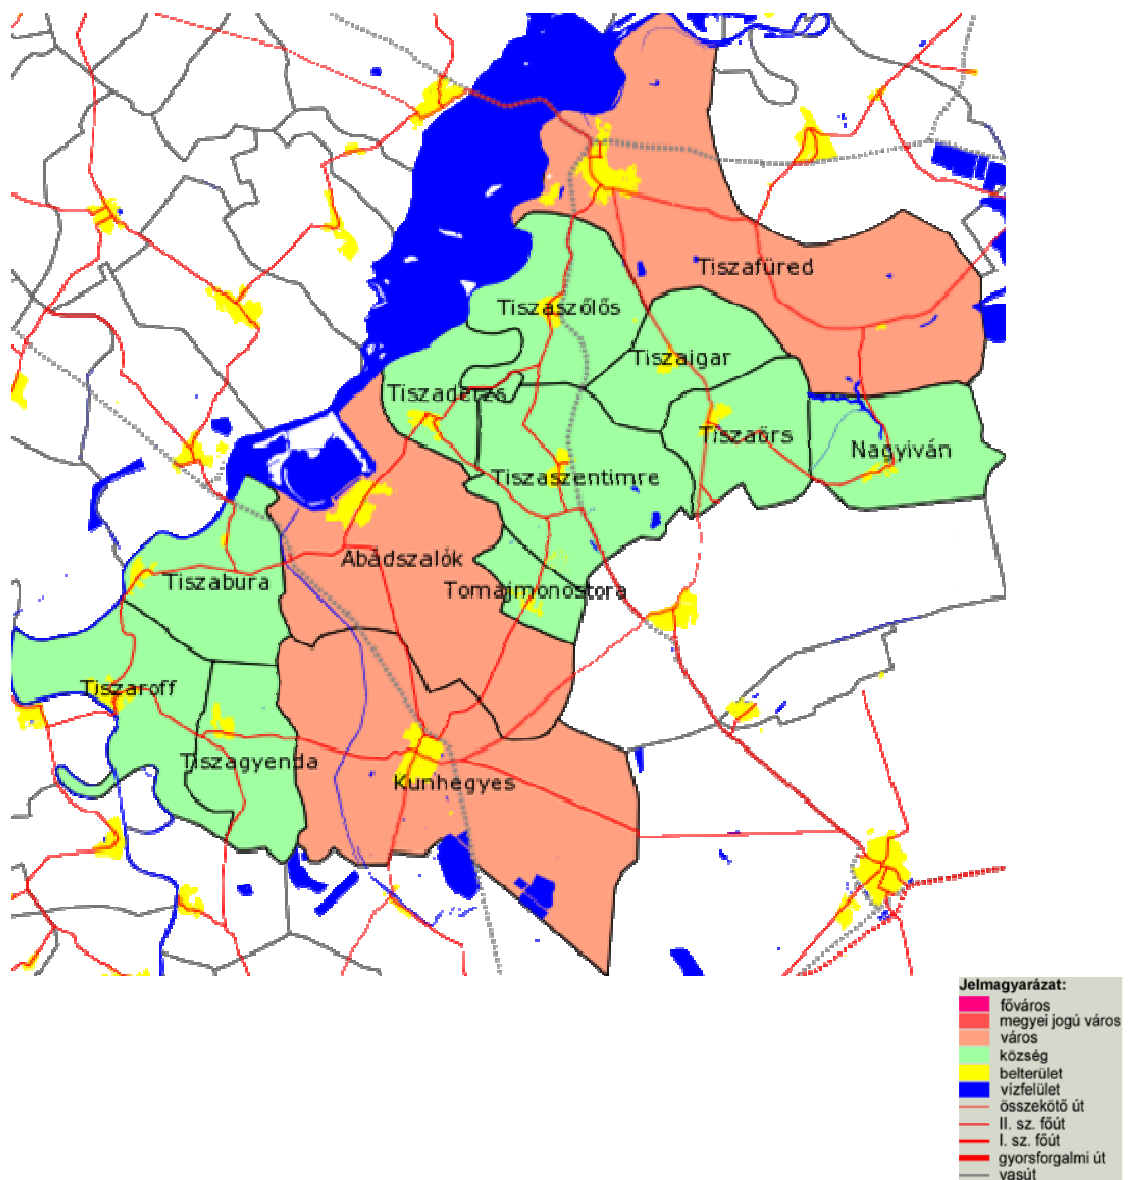 Tiszafüred
Tiszaszőlős
Tiszaigar
Tiszaderzs
Tiszaörs
Nagyiván
Tiszaszentimre
Abádszalók
Tiszabura
Tomajmonostora
Tiszaroff
Tiszagyenda
Kunhegyes
Jelmagyarázat:
főváros
megyei jogú város
város
község
belterület
vízfelület
összekötő út
II. sz. főút
I. sz. főút
gyorsforgalmi út
vasút